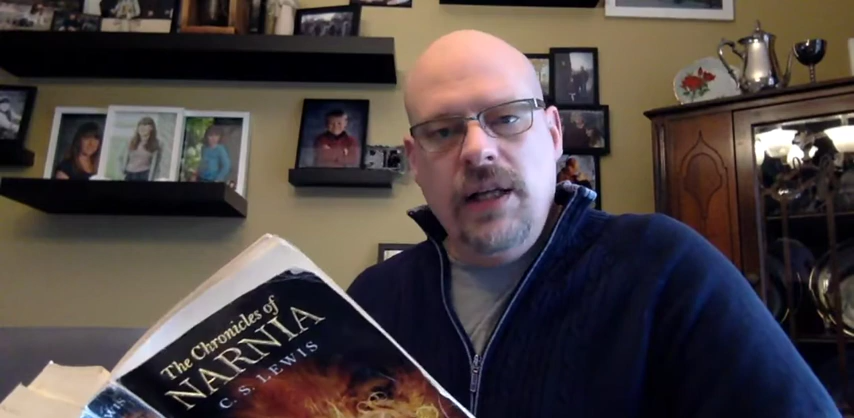 The Chronicles of
NARNIA
C. S. LEWIS